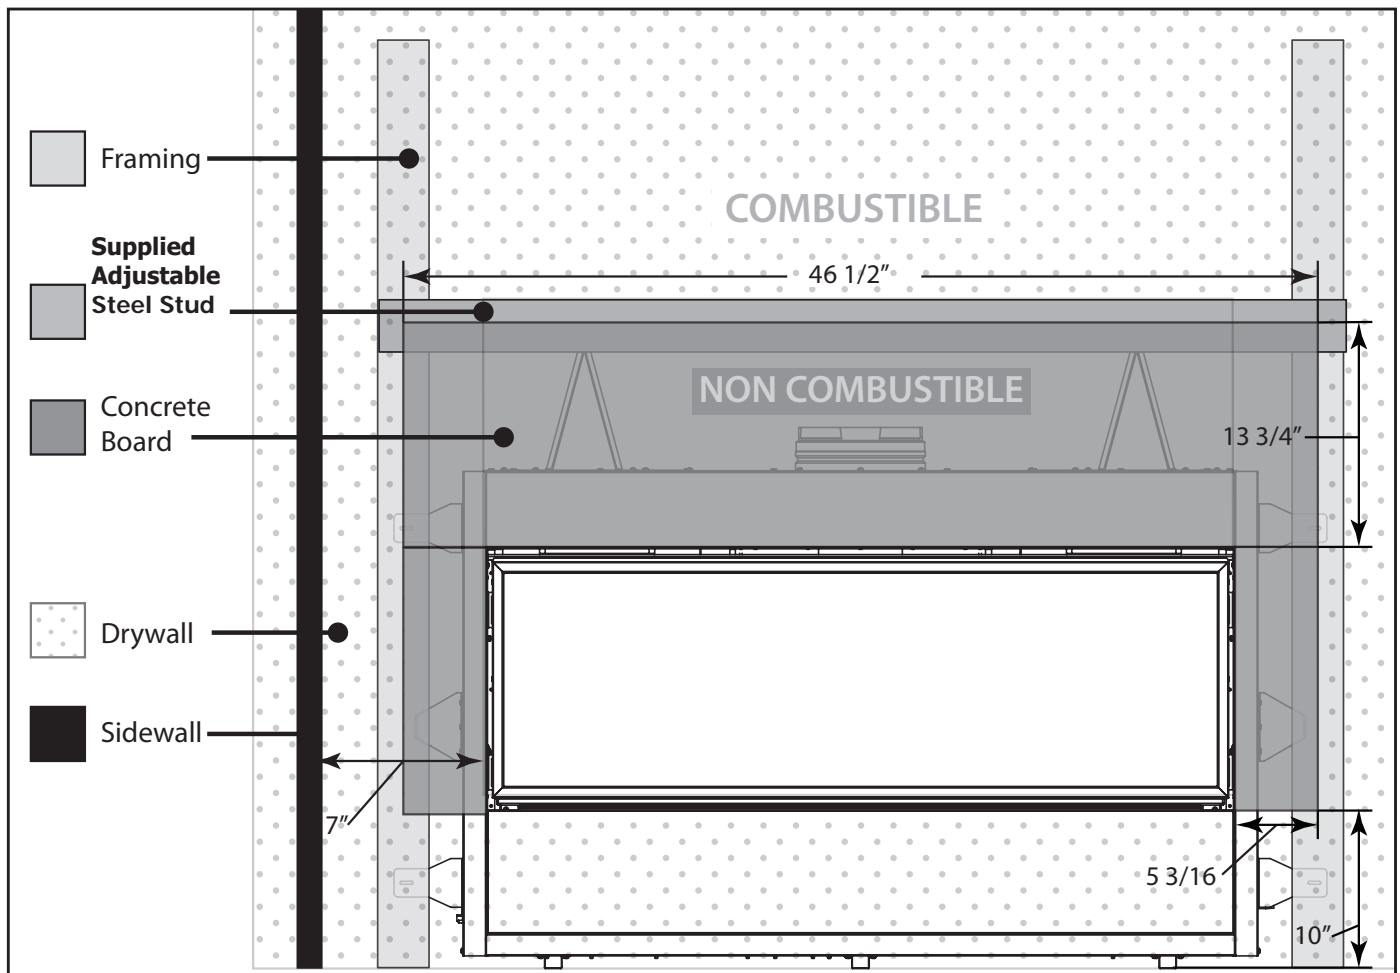 Framing
COMBUSTIBLE
Supplied
Adjustable
Steel Stud
46 1/2”
NON COMBUSTIBLE
Concrete
Board
13 3/4”
Drywall
Sidewall
7”
5 3/16
10”